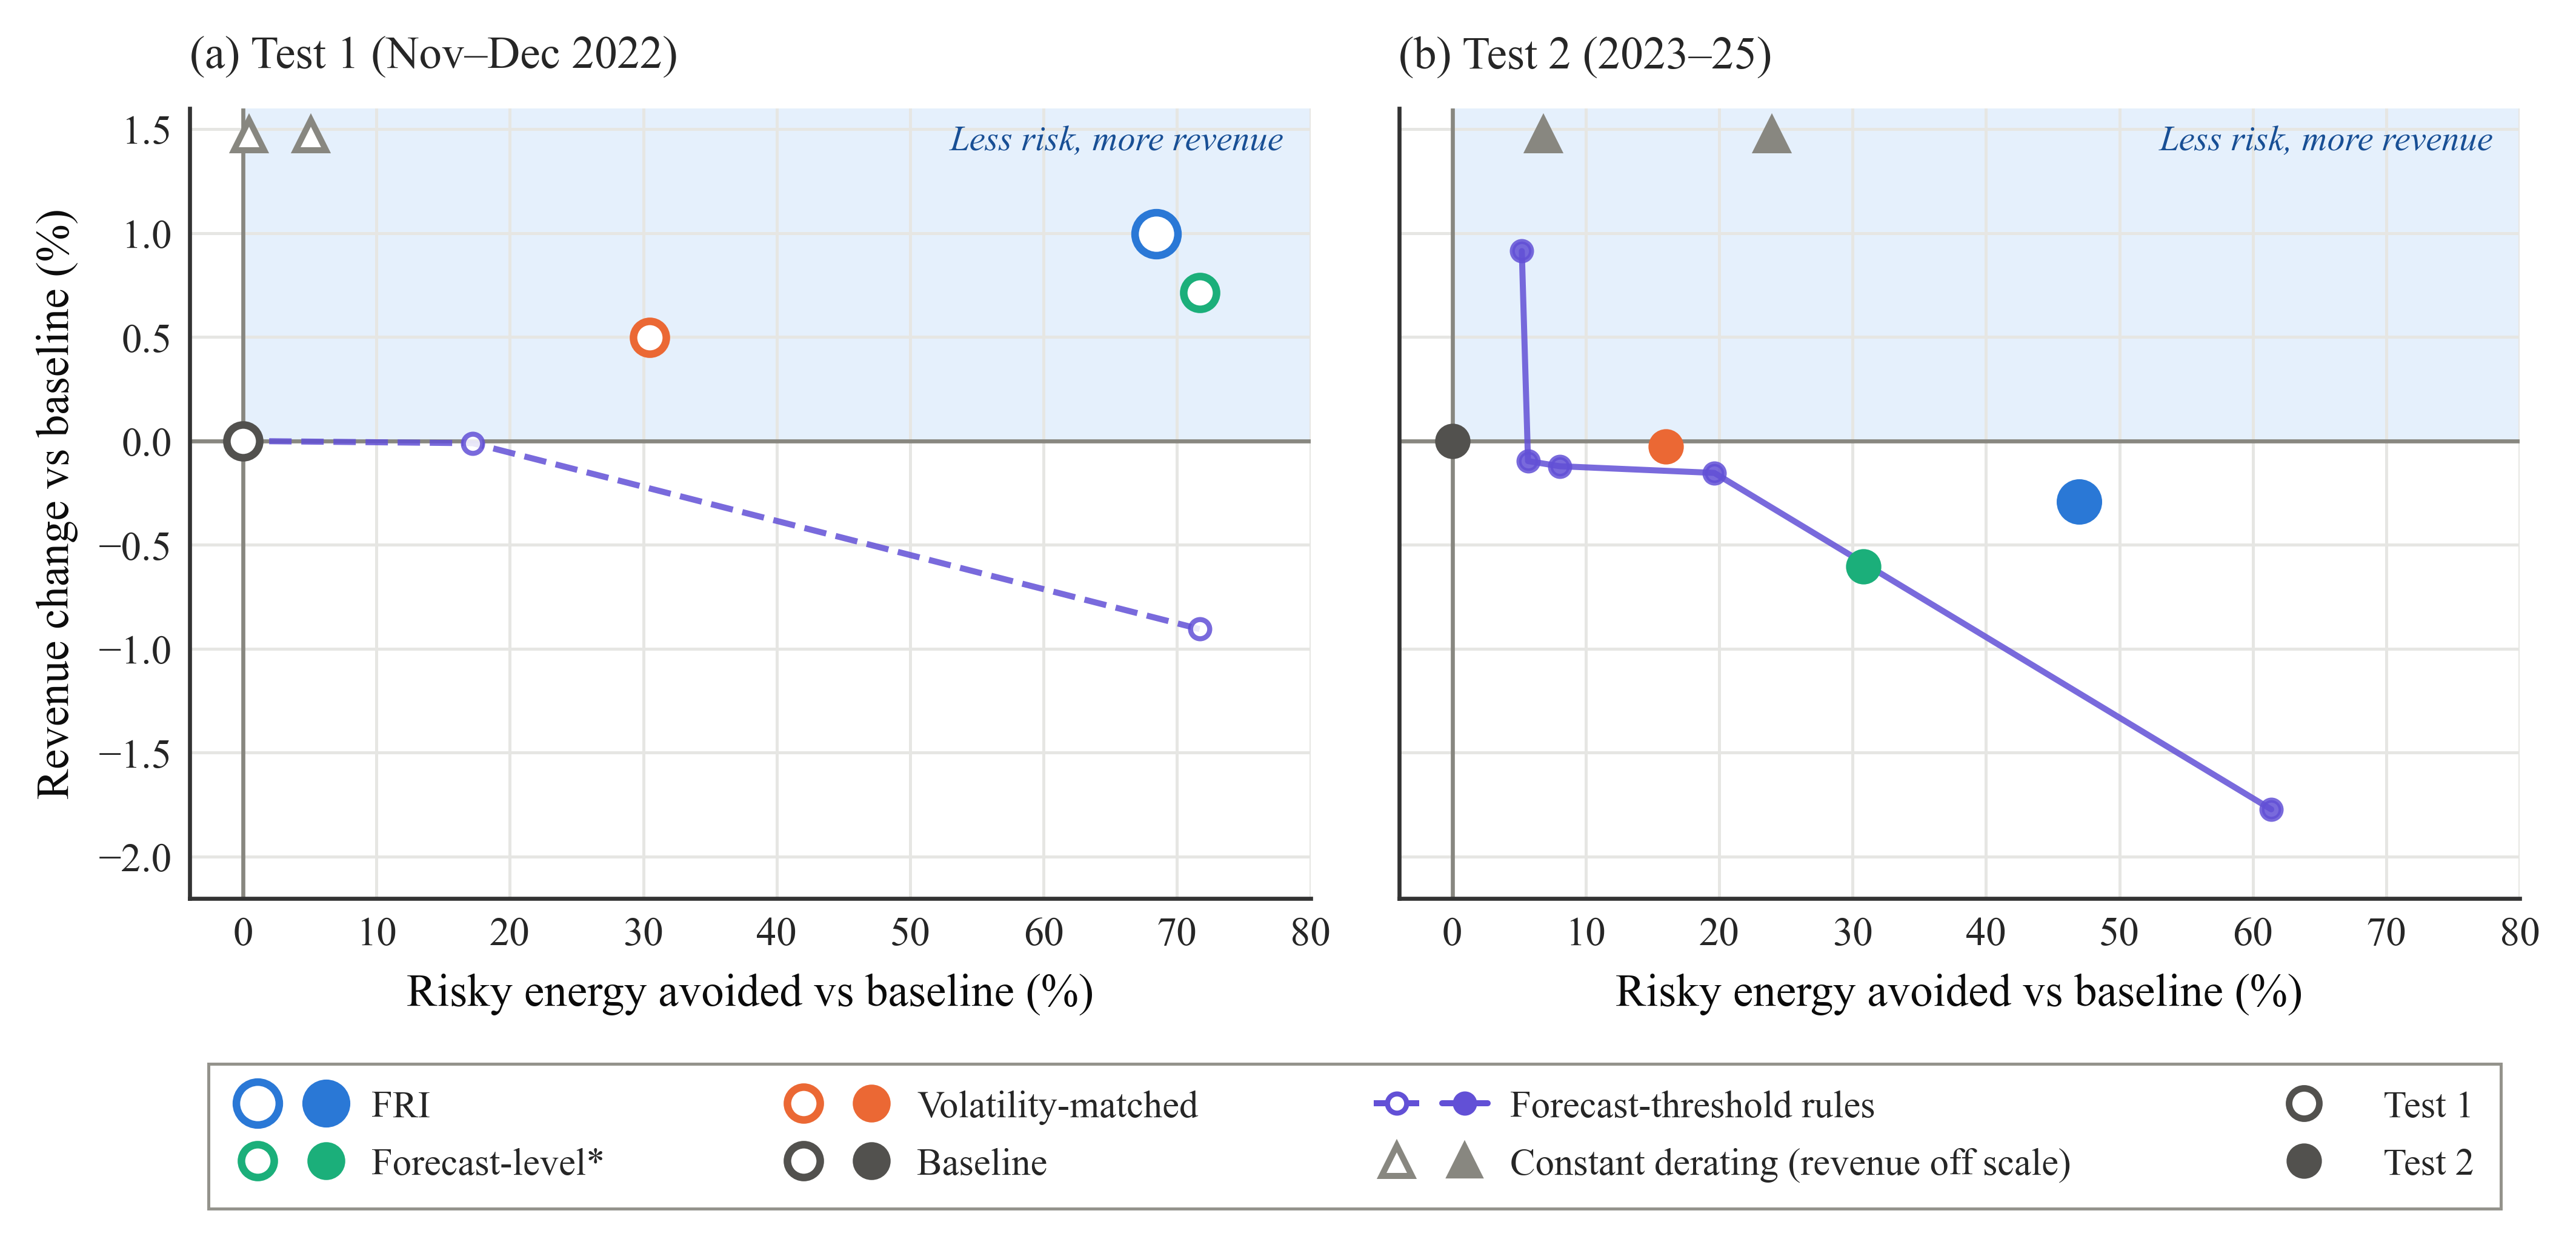 (a) Test 1 (Nov–Dec 2022)
(b) Test 2 (2023–25)
Less risk, more revenue
Less risk, more revenue
Revenue change vs baseline (%)
1.5
1.0
0.5
0.0
−0.5
−1.0
−1.5
−2.0
0 10 20 30 40 50 60 70 80
0 10 20 30 40 50 60 70 80
Risky energy avoided vs baseline (%)
Risky energy avoided vs baseline (%)
FRI
Volatility-matched
Forecast-threshold rules
Test 1
Forecast-level*
Baseline
Constant derating (revenue off scale)
Test 2